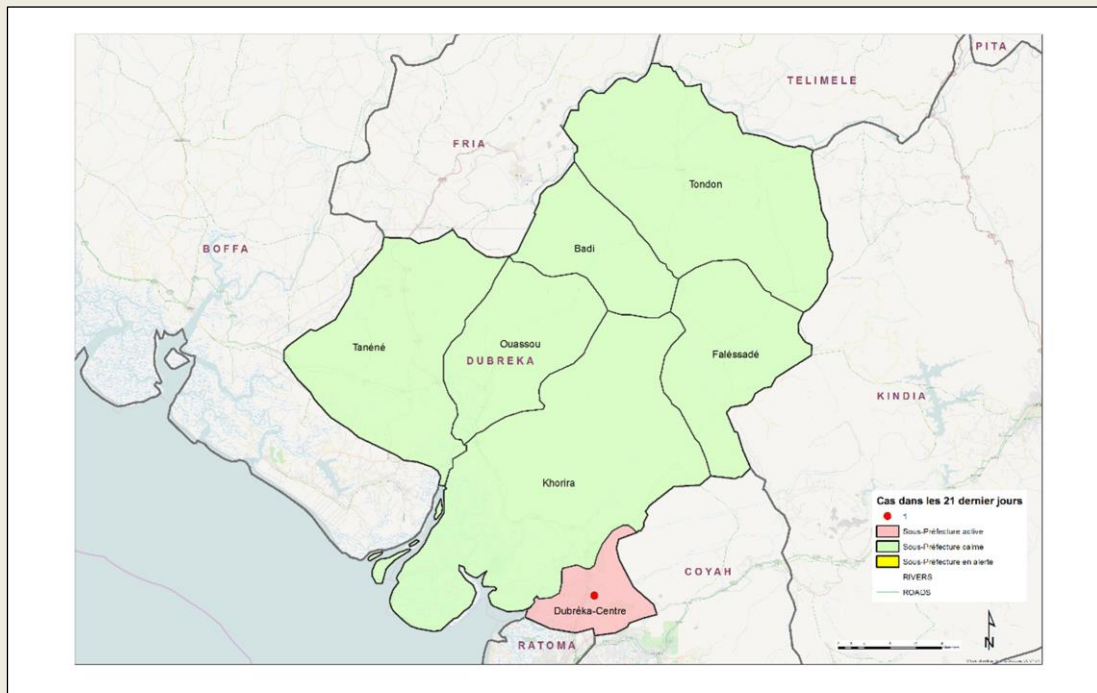 PITA
TELIMELE
FRIA
Tondon
Badi
BOFFA
Tanéné
Ouassou
DUBREKA
Faléssadé
KINDIA
Khorira
Cas dans les 21 dernier jours
1
Sous-Préfecture active
Sous-Préfecture calme
Sous-Préfecture en alerte
RIVERS
ROADS
COYAH
Dubréka-Centre
RATOMA
N